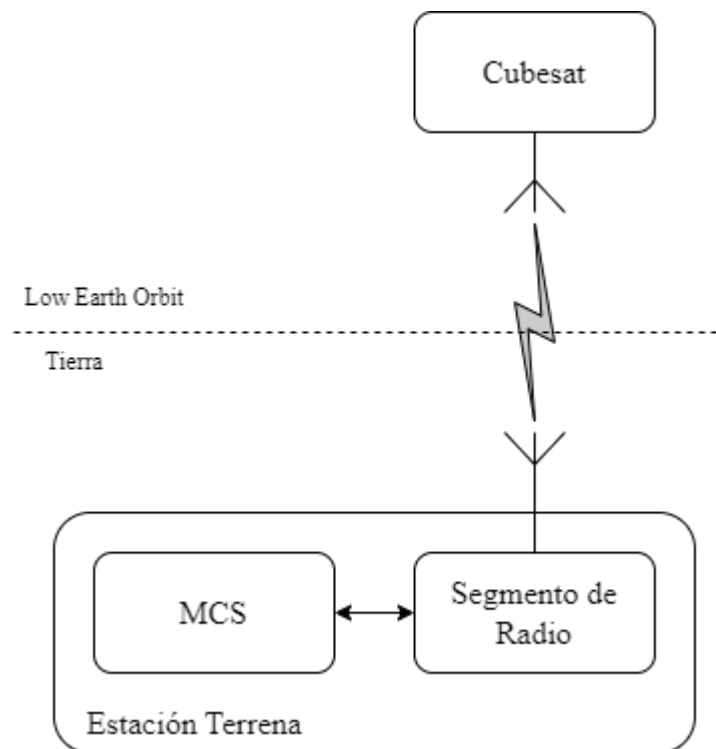 Cubesat
Low Earth Orbit
Tierra
MCS
Segmento de
Radio
Estación Terrena